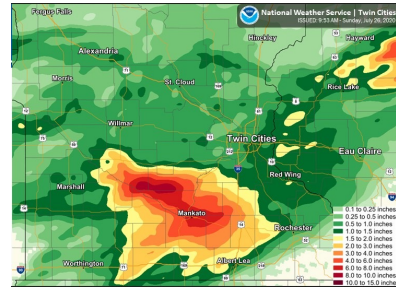 National Weather Service | Twin Cities
ISSUED: 9:53 AM - Sunday, July 26, 2020
Fergus Falls
Hinckley
Hayward
Alexandria
Morris
St. Cloud
Rice Lake
Willmar
Twin Cities
Eau Claire
Marshall
Red Wing
Mankato
Rochester
Worthington
Albert Lea
0.1 to 0.25 inches
0.25 to 0.5 inches
0.5 to 1.0 inches
1.0 to 1.5 inches
1.5 to 2.0 inches
2.0 to 3.0 inches
3.0 to 4.0 inches
4.0 to 6.0 inches
6.0 to 8.0 inches
8.0 to 10.0 inches
10.0 to 15.0 inches